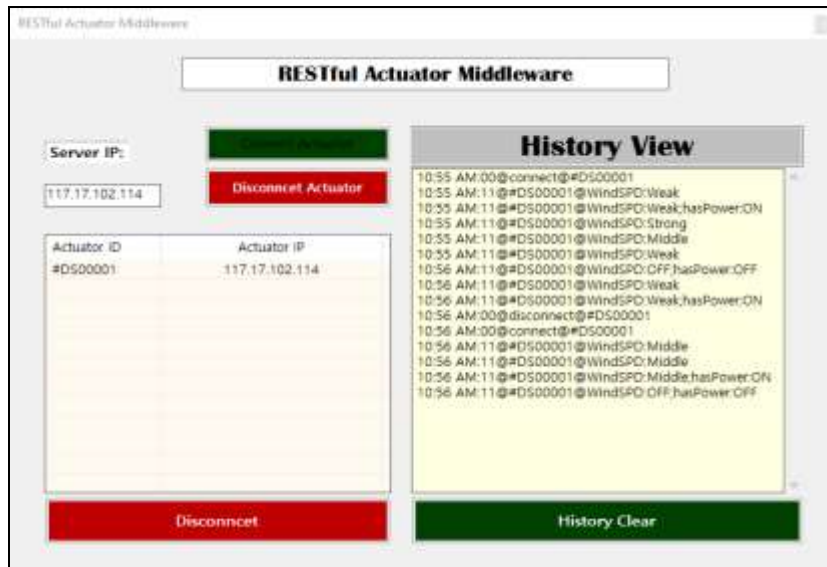 RESTful Actuator Middleware
RESTful Actuator Middleware
Server IP:
117.17.102.114
Disconncet Actuator
Actuator ID Actuator IP
#DS00001 117.17.102.114
Disconncet
History View
10:55 AM:00@connect@#DS00001
10:55 AM:11@#DS00001@WindSPD:Weak
10:55 AM:11@#DS00001@WindSPD:Weak;hasPower:ON
10:55 AM:11@#DS00001@WindSPD:Strong
10:55 AM:11@#DS00001@WindSPD:Middle
10:55 AM:11@#DS00001@WindSPD:Weak
10:56 AM:11@#DS00001@WindSPD:OFF;hasPower:OFF
10:56 AM:11@#DS00001@WindSPD:Weak
10:56 AM:11@#DS00001@WindSPD:Weak;hasPower:ON
10:56 AM:00@disconnect@#DS00001
10:56 AM:00@connect@#DS00001
10:56 AM:11@#DS00001@WindSPD:Middle
10:56 AM:11@#DS00001@WindSPD:Middle
10:56 AM:11@#DS00001@WindSPD:Middle;hasPower:ON
10:56 AM:11@#DS00001@WindSPD:OFF;hasPower:OFF
History Clear